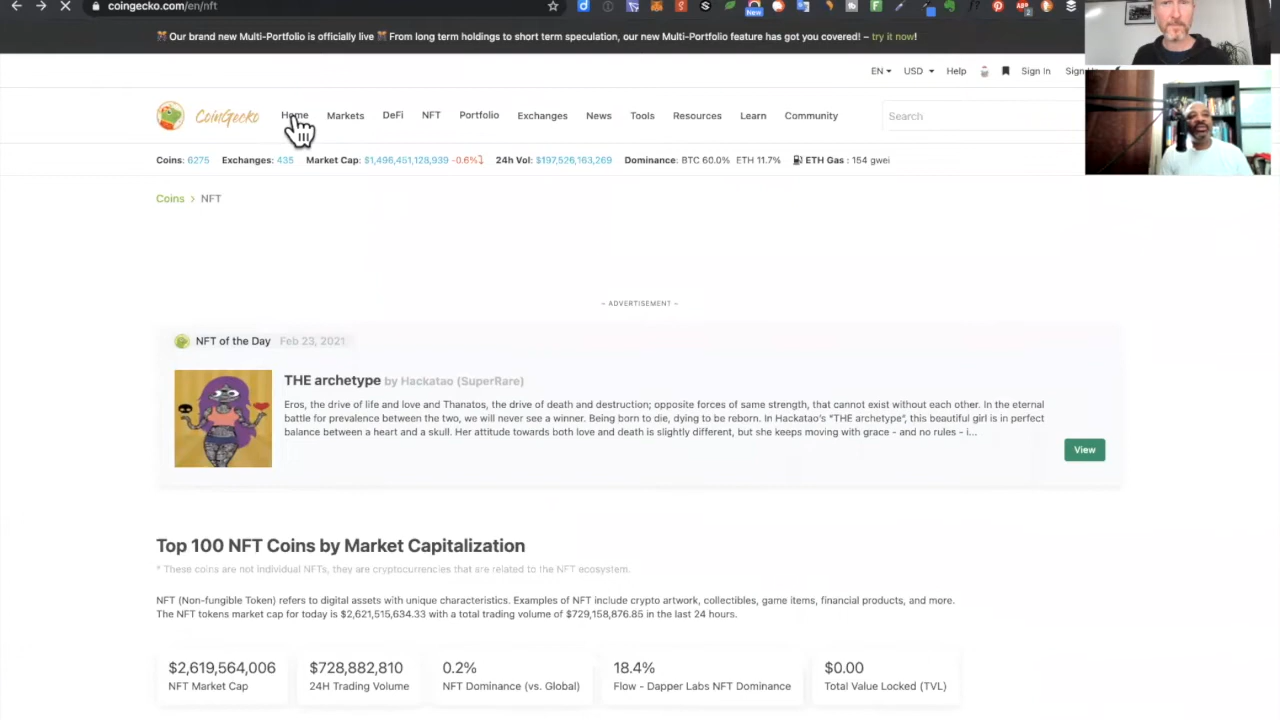 coingecko.com/en/nft
New
2
Our brand new Multi-Portfolio is officially live From long term holdings to short term speculation, our new Multi-Portfolio feature has got you covered! – try it now!
EN USD Help Sign In
CoinGecko Home Markets DeFi NFT Portfolio Exchanges News Tools Resources Learn Community Search
Coins: 6275 Exchanges: 435 Market Cap: $1,496,451,128,939 -0.6% 24h Vol: $197,526,163,269 Dominance: BTC 60.0% ETH 11.7% ETH Gas : 154 gwei
Coins > NFT
– ADVERTISEMENT –
NFT of the Day Feb 23, 2021
THE archetype by Hackatao (SuperRare)
Eros, the drive of life and love and Thanatos, the drive of death and destruction; opposite forces of same strength, that cannot exist without each other. In the eternal
battle for prevalence between the two, we will never see a winner. Being born to die, dying to be reborn. In Hackatao's "THE archetype", this beautiful girl is in perfect
balance between a heart and a skull. Her attitude towards both love and death is slightly different, but she keeps moving with grace - and no rules - i...
View
Top 100 NFT Coins by Market Capitalization
* These coins are not individual NFTs, they are cryptocurrencies that are related to the NFT ecosystem.
NFT (Non-fungible Token) refers to digital assets with unique characteristics. Examples of NFT include crypto artwork, collectibles, game items, financial products, and more.
The NFT tokens market cap for today is $2,621,515,634.33 with a total trading volume of $729,158,876.85 in the last 24 hours.
$2,619,564,006 $728,882,810 0.2% 18.4% $0.00
NFT Market Cap 24H Trading Volume NFT Dominance (vs. Global) Flow - Dapper Labs NFT Dominance Total Value Locked (TVL)